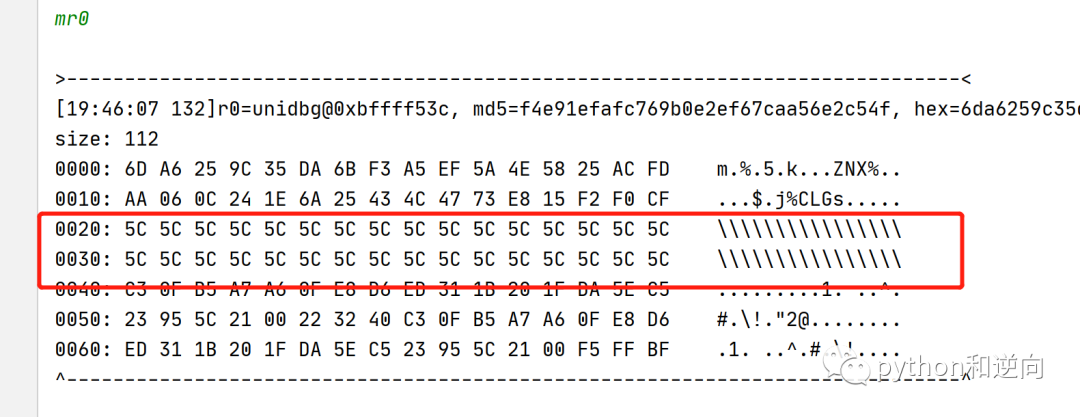 mr0
>-----------------------------------------------------------------------------<
[19:46:07 132]r0=unidbg@0xbffff53c, md5=f4e91efafc769b0e2ef67caa56e2c54f, hex=6da6259c35d
size: 112
0000: 6D A6 25 9C 35 DA 6B F3 A5 EF 5A 4E 58 25 AC FD    m.%.5.k...ZNX%..
0010: AA 06 0C 24 1E 6A 25 43 4C 47 73 E8 15 F2 F0 CF    ...$.j%CLGs.....
0020: 5C 5C 5C 5C 5C 5C 5C 5C 5C 5C 5C 5C 5C 5C 5C 5C    \\\\\\\\\\\\\\\\
0030: 5C 5C 5C 5C 5C 5C 5C 5C 5C 5C 5C 5C 5C 5C 5C 5C    \\\\\\\\\\\\\\\\
0040: C3 0F B5 A7 A6 0F E8 D6 ED 31 1B 20 1F DA 5E C5    .........1. ..^.
0050: 23 95 5C 21 00 22 32 40 C3 0F B5 A7 A6 0F E8 D6    #.\!."2@........
0060: ED 31 1B 20 1F DA 5E C5 23 95 5C 21 00 F5 FF BF    .1. ..^.#.\!....
^-----------------------------------------------------------------------------^
python和逆向